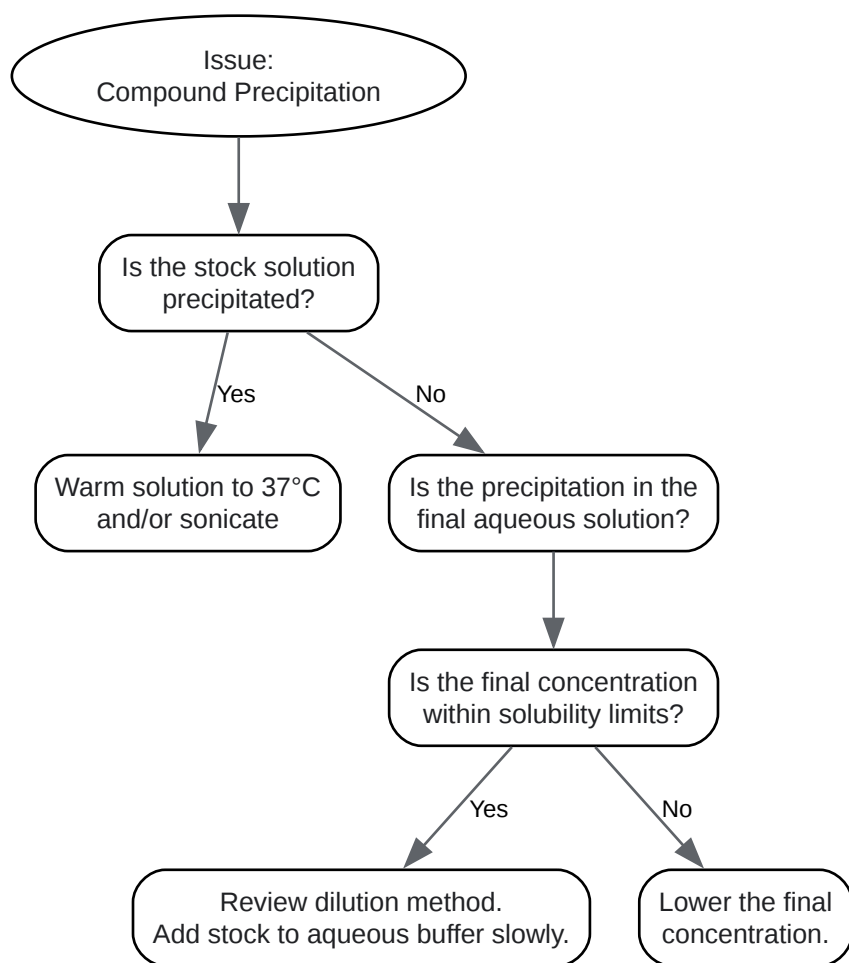 Issue:
Compound Precipitation
Is the stock solution
precipitated?
Yes
No
Warm solution to 37°C
and/or sonicate
Is the precipitation in the
final aqueous solution?
Is the final concentration
within solubility limits?
Yes
No
Review dilution method.
Add stock to aqueous buffer slowly.
Lower the final
concentration.